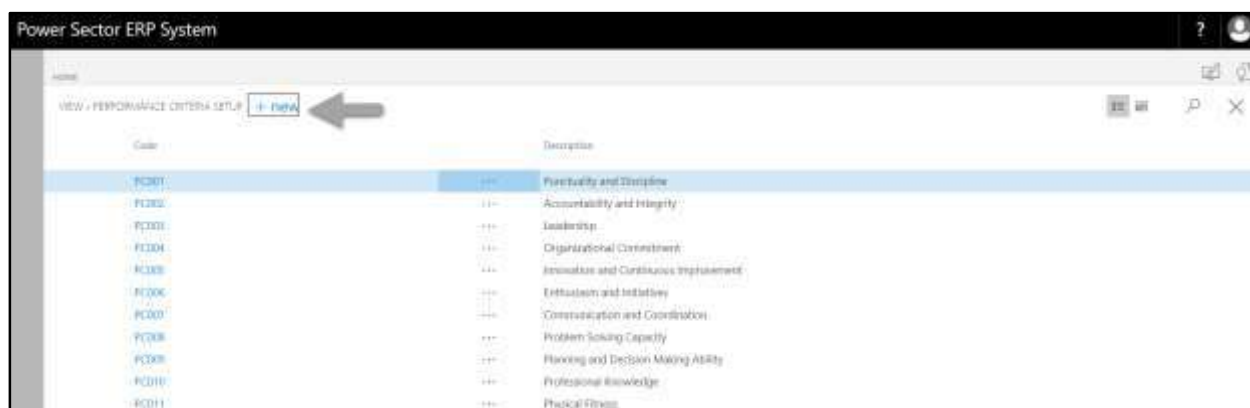 Power Sector ERP System ?
HOME
VIEW - PERFORMANCE CRITERIA SETUP + new
Code Description
PC001 ... Punctuality and Discipline
PC002 ... Accountability and Integrity
PC003 ... Leadership
PC004 ... Organizational Commitment
PC005 ... Innovation and Continuous Improvement
PC006 ... Enthusiasm and Initiatives
PC007 ... Communication and Coordination
PC008 ... Problem Solving Capacity
PC009 ... Planning and Decision Making Ability
PC010 ... Professional Knowledge
PC011 ... Physical Fitness